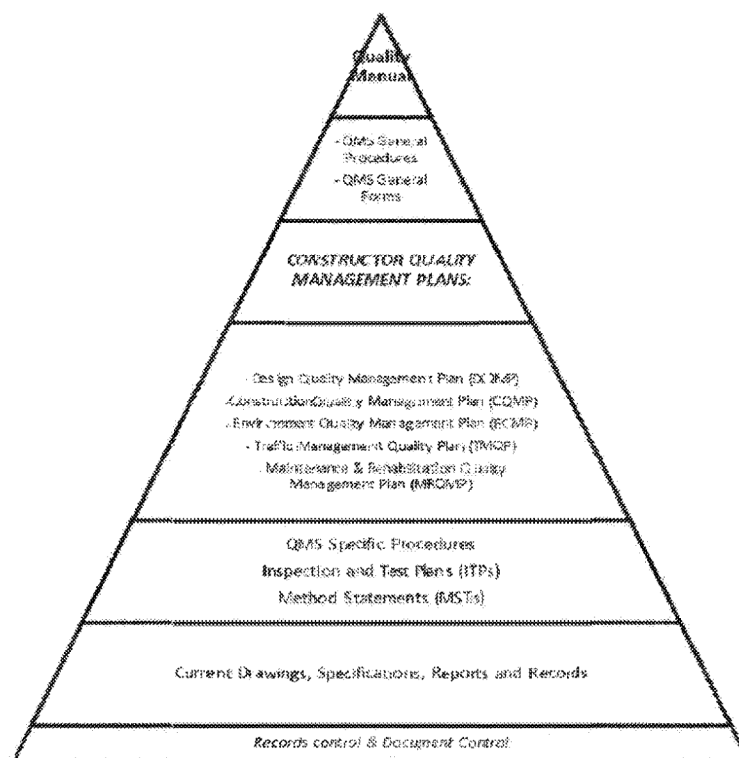 Quality
Manual
- QMS General
Procedures
- QMS General
Forms
CONSTRUCTOR QUALITY
MANAGEMENT PLANS:
- Design Quality Management Plan (DQMP)
-ConstructionQuality Management Plan (CQMP)
-Environment Quality Management Plan (ECMP)
- Traffic Management Quality Plan (TMQP)
- Maintenance & Rehabilitation Quality
Management Plan (MRQMP)
QMS Specific Procedures
Inspection and Test Plans (ITPs)
Method Statements (MSTs)
Current Drawings, Specifications, Reports and Records
Records control & Document Control